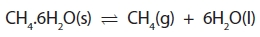 CH₄.6H₂O(s) ⇌ CH₄(g) + 6H₂O(l)